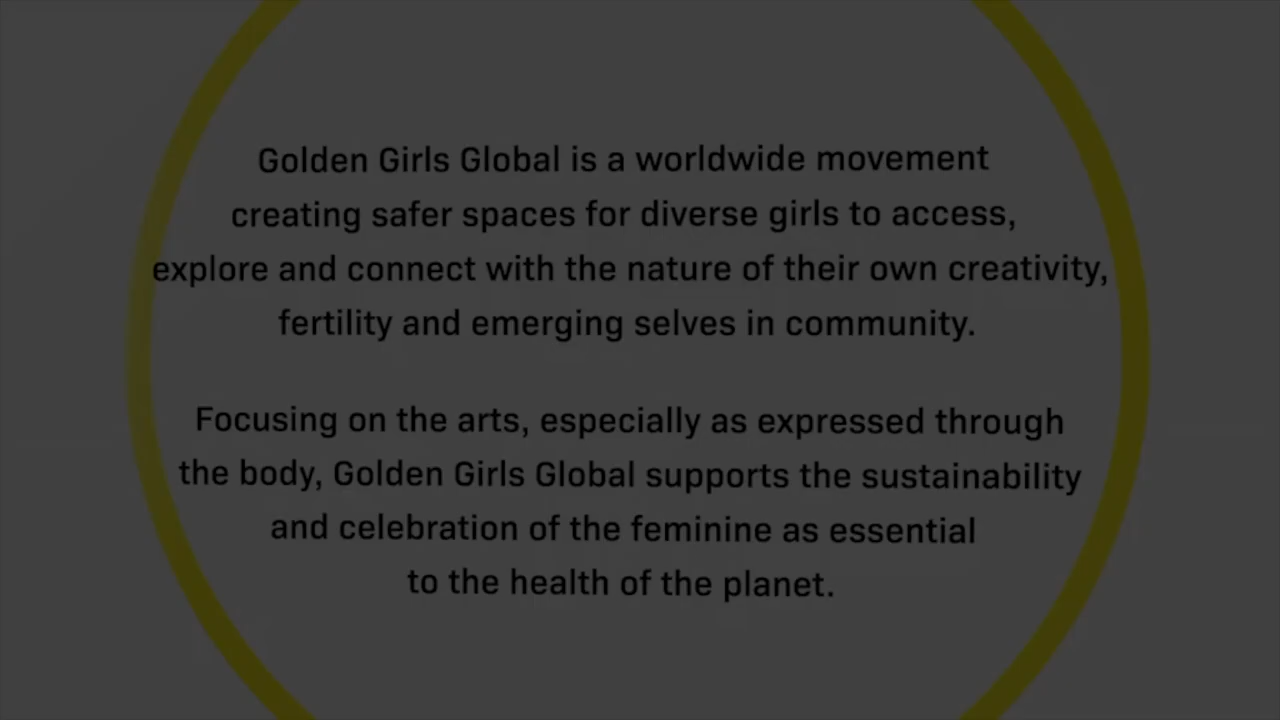 Golden Girls Global is a worldwide movement
creating safer spaces for diverse girls to access,
explore and connect with the nature of their own creativity,
fertility and emerging selves in community.
Focusing on the arts, especially as expressed through
the body, Golden Girls Global supports the sustainability
and celebration of the feminine as essential
to the health of the planet.